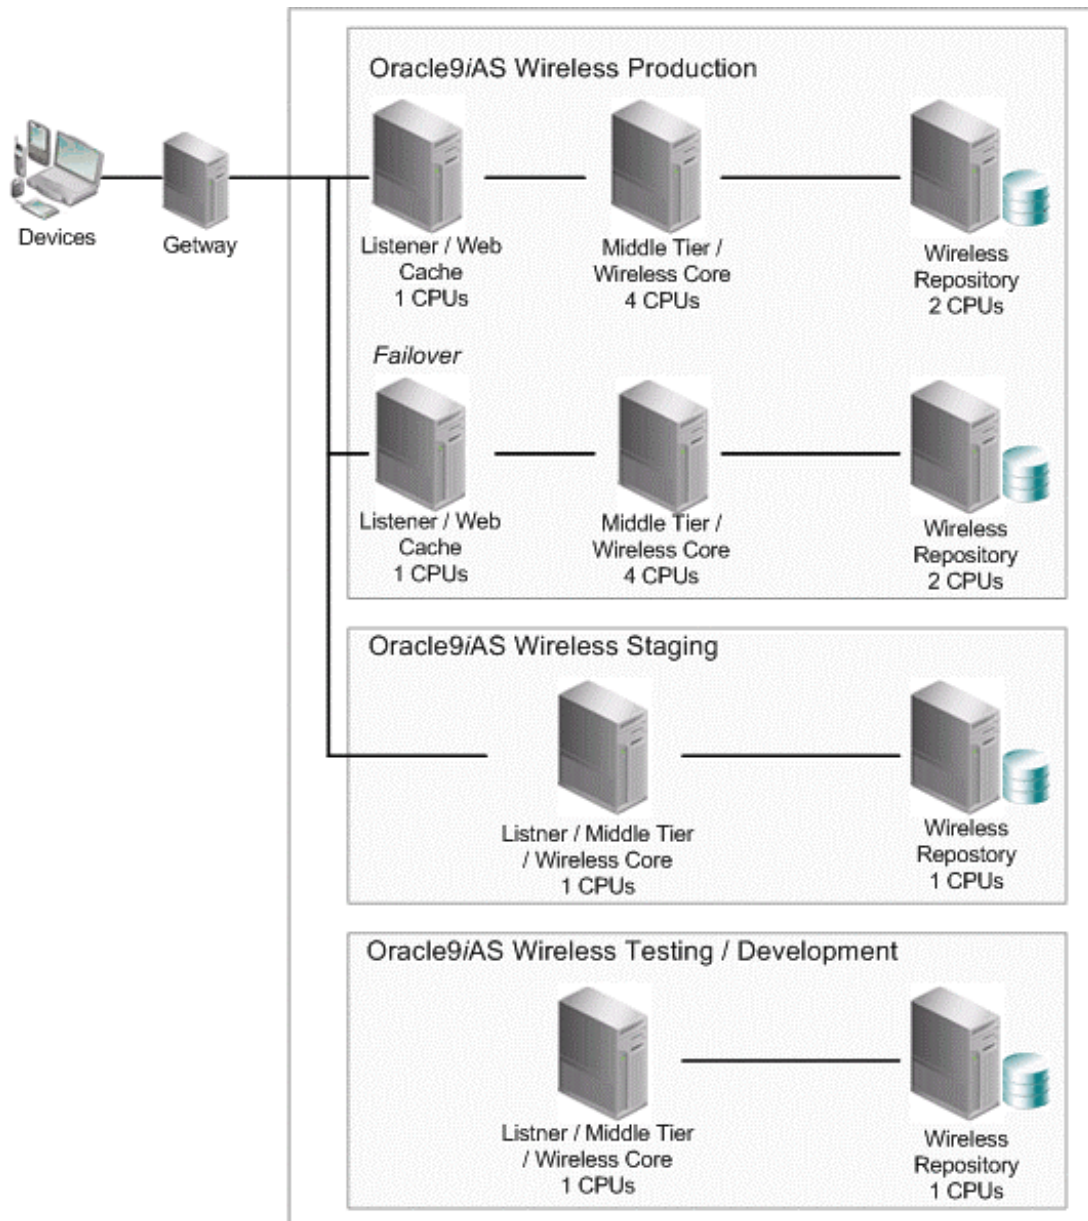 Oracle9iAS Wireless Production
Devices
Getway
Listener / Web
Cache
1 CPUs
Middle Tier /
Wireless Core
4 CPUs
Wireless
Repository
2 CPUs
Failover
Listener / Web
Cache
1 CPUs
Middle Tier /
Wireless Core
4 CPUs
Wireless
Repository
2 CPUs
Oracle9iAS Wireless Staging
Listner / Middle Tier
/ Wireless Core
1 CPUs
Wireless
Repostory
1 CPUs
Oracle9iAS Wireless Testing / Development
Listner / Middle Tier
/ Wireless Core
1 CPUs
Wireless
Repository
1 CPUs